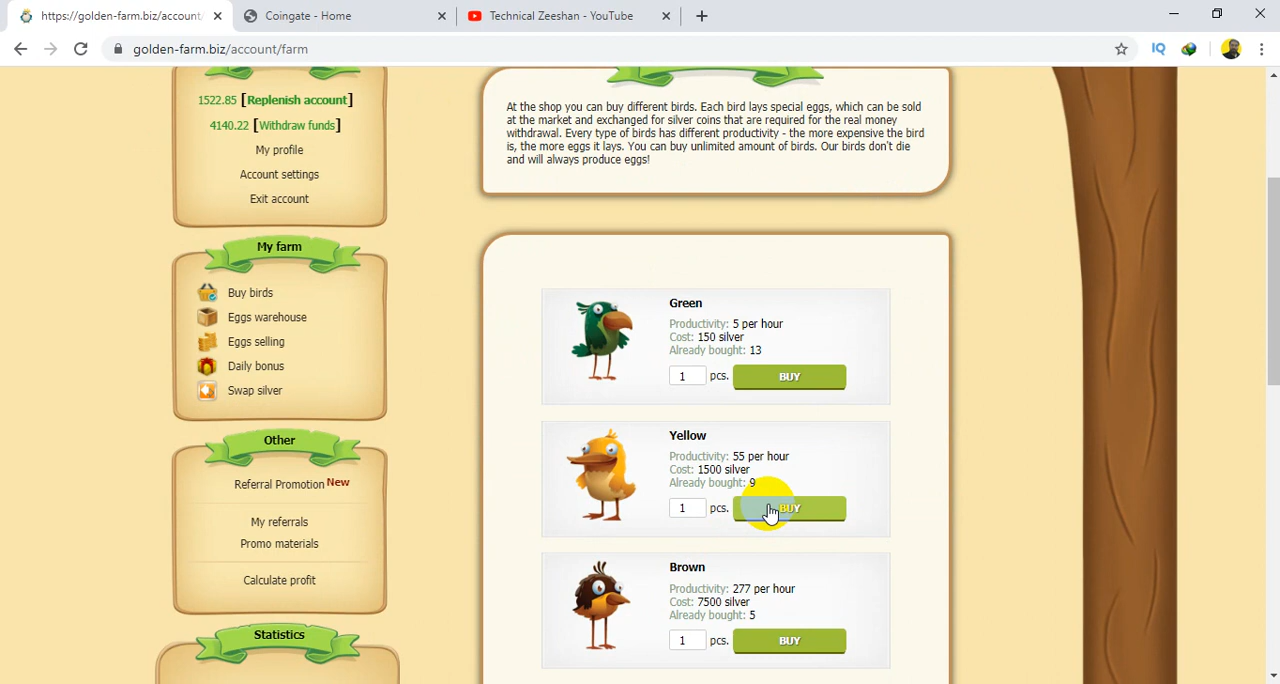 https://golden-farm.biz/account/
Coingate - Home
Technical Zeeshan - YouTube
golden-farm.biz/account/farm
IQ
1522.85 [Replenish account]
4140.22 [Withdraw funds]
My profile
Account settings
Exit account
My farm
Buy birds
Eggs warehouse
Eggs selling
Daily bonus
Swap silver
Other
Referral Promotion New
My referrals
Promo materials
Calculate profit
Statistics
At the shop you can buy different birds. Each bird lays special eggs, which can be sold
at the market and exchanged for silver coins that are required for the real money
withdrawal. Every type of birds has different productivity - the more expensive the bird
is, the more eggs it lays. You can buy unlimited amount of birds. Our birds don't die
and will always produce eggs!
Green
Productivity: 5 per hour
Cost: 150 silver
Already bought: 13
1 pcs. BUY
Yellow
Productivity: 55 per hour
Cost: 1500 silver
Already bought: 9
1 pcs. BUY
Brown
Productivity: 277 per hour
Cost: 7500 silver
Already bought: 5
1 pcs. BUY